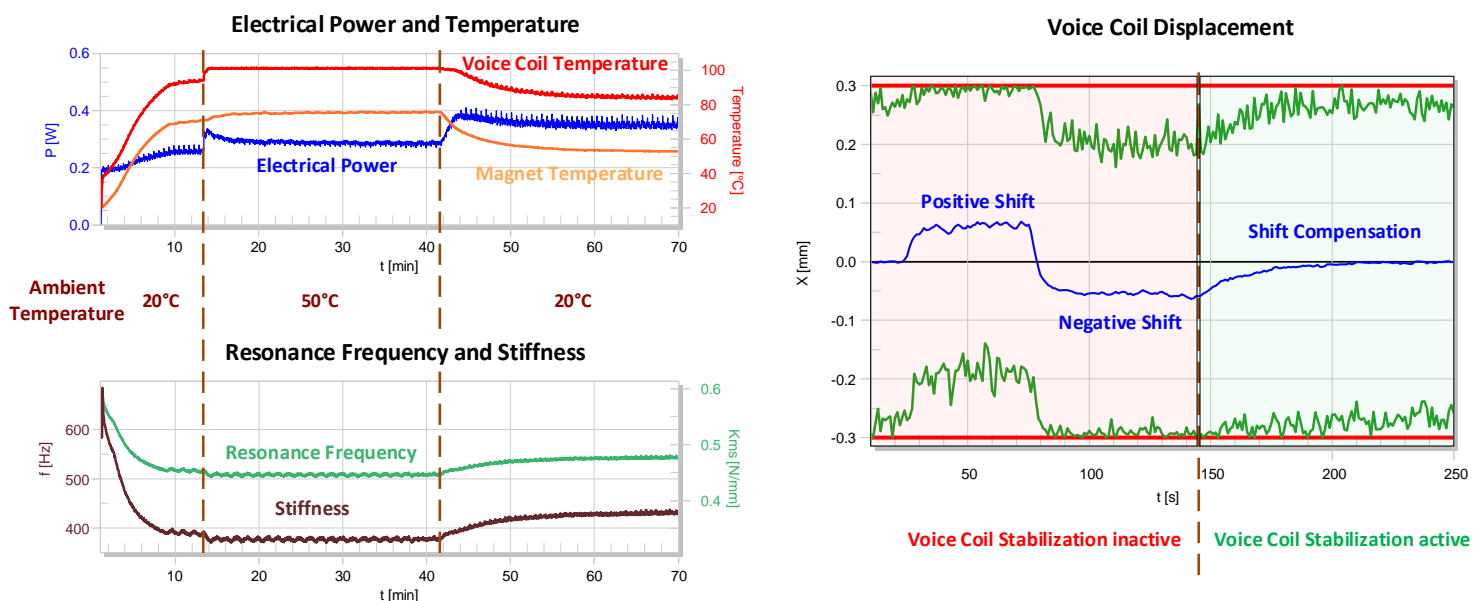 Electrical Power and Temperature
0.6
0.4
0.2
0.0
P [W]
Voice Coil Temperature
Electrical Power
Magnet Temperature
100
80
60
40
20
Temperature [°C]
10
20
30
40
50
60
70
t [min]
Ambient
Temperature
20°C
50°C
20°C
Resonance Frequency and Stiffness
600
500
400
f [Hz]
Resonance Frequency
Stiffness
0.6
0.5
0.4
Kms [N/mm]
10
20
30
40
50
60
70
t [min]
Voice Coil Displacement
0.3
0.2
0.1
0.0
-0.1
-0.2
-0.3
X [mm]
Positive Shift
Negative Shift
Shift Compensation
50
100
150
200
250
t [s]
Voice Coil Stabilization inactive
Voice Coil Stabilization active